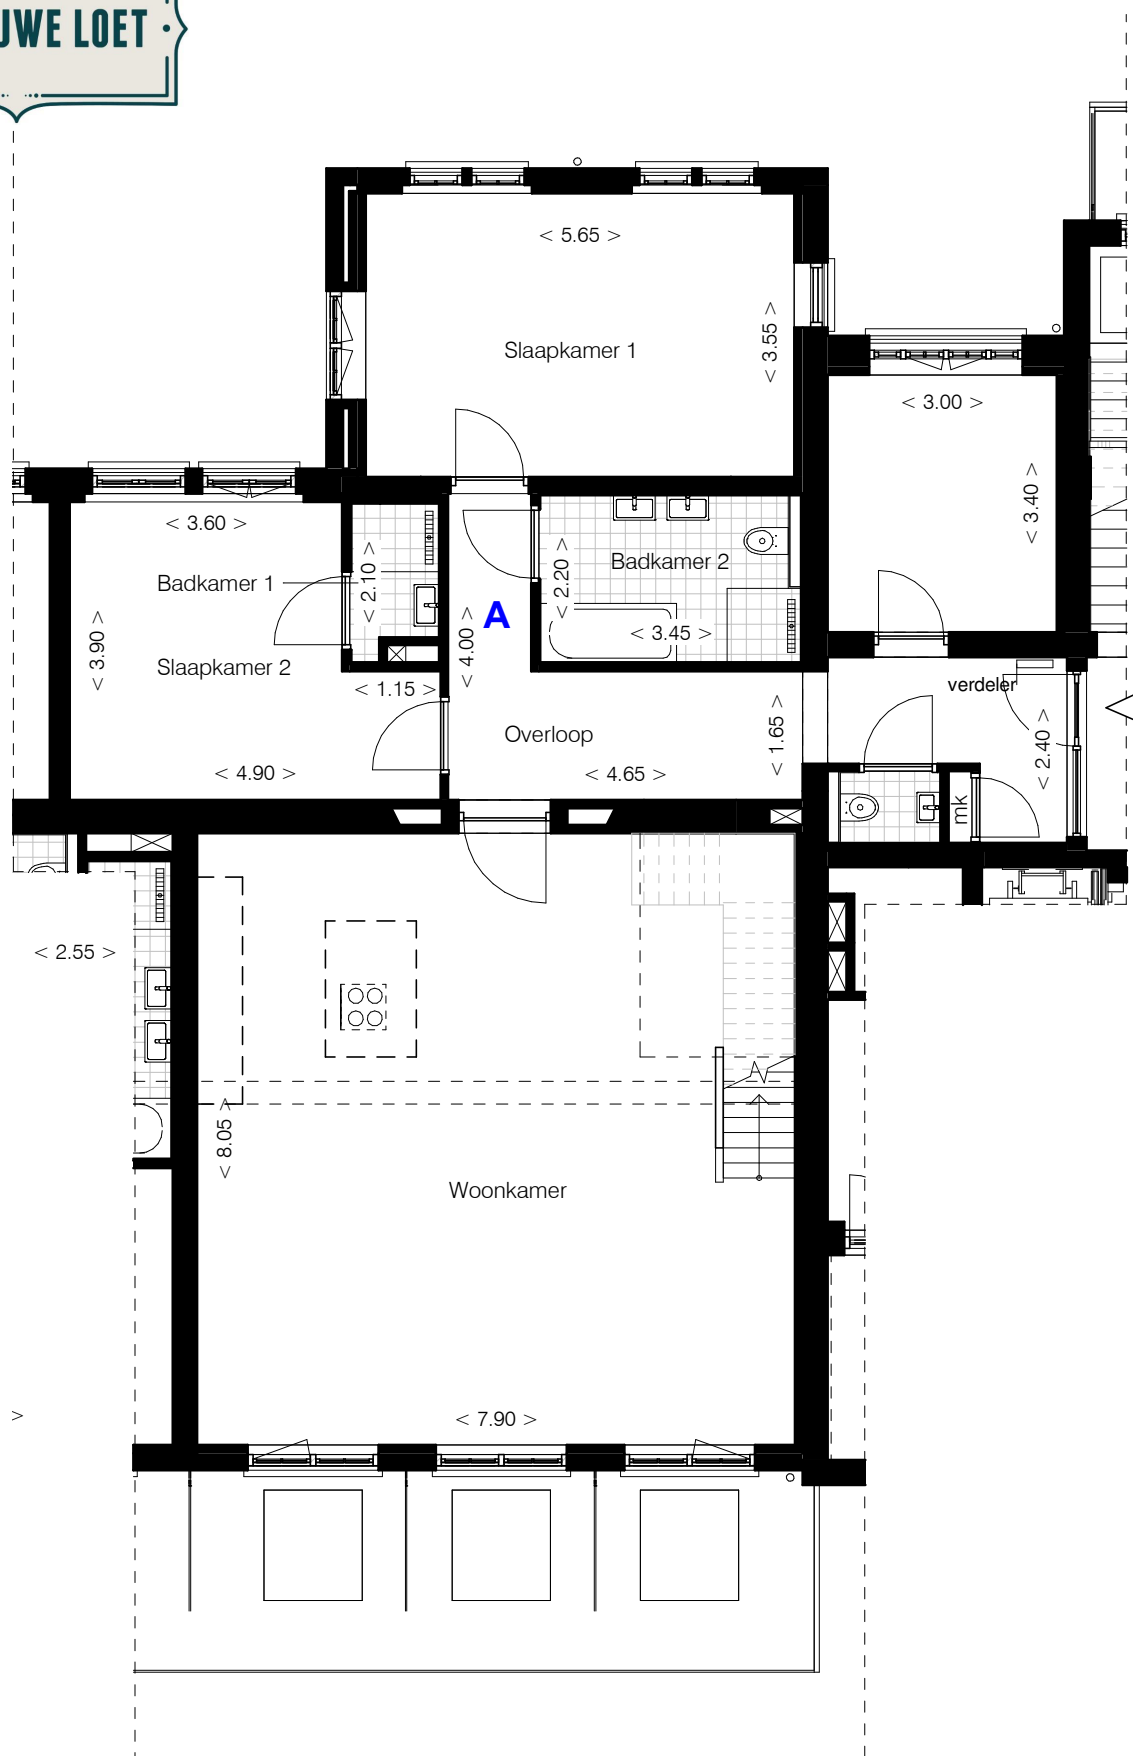 UWE LOET
< 5.65 >
< 3.55 >
Slaapkamer 1
< 3.00 >
< 3.40 >
< 3.60 >
Badkamer 1
< 2.10 >
< 2.20 >
Badkamer 2
< 3.45 >
A
< 4.00 >
< 3.90 >
Slaapkamer 2
< 1.15 >
verdeler
< 2.40 >
Overloop
< 1.65 >
< 4.90 >
< 4.65 >
mk
< 2.55 >
< 8.05 >
Woonkamer
>
< 7.90 >